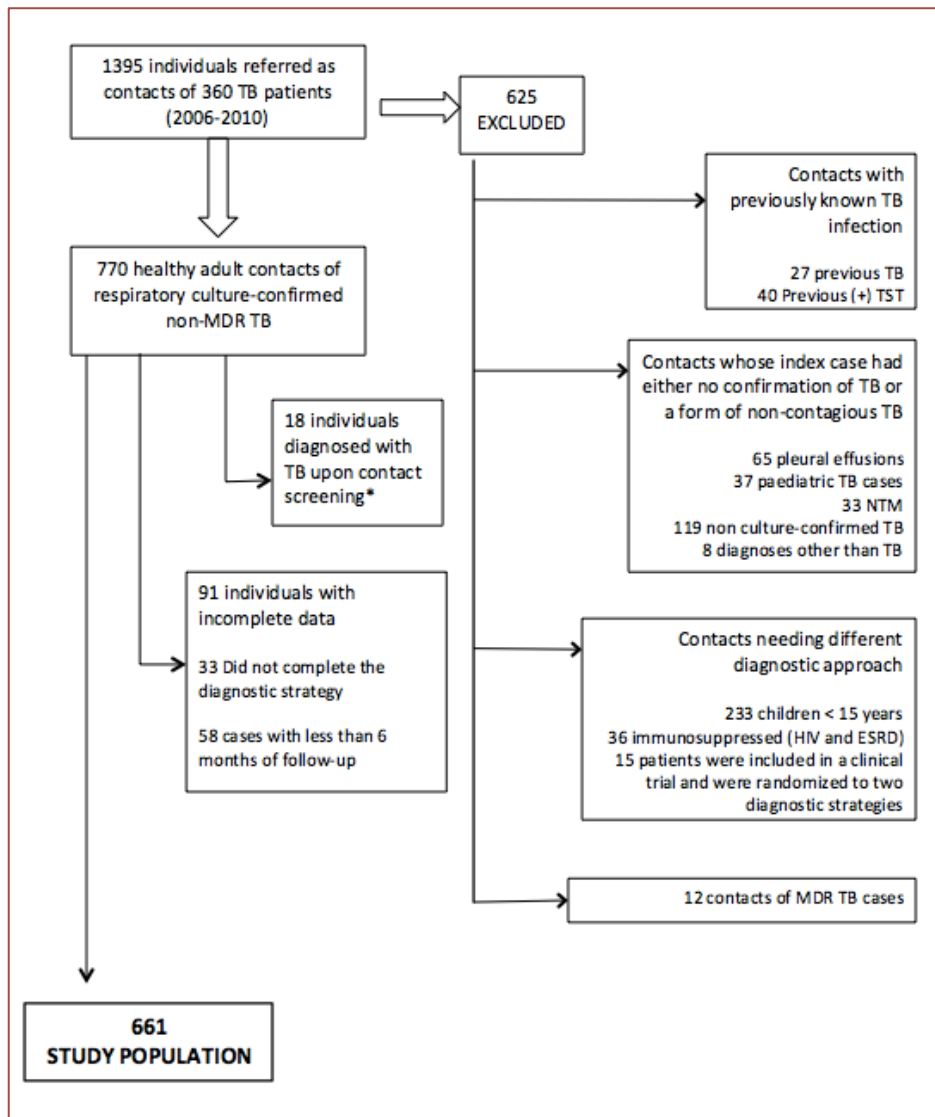 1395 individuals referred as
contacts of 360 TB patients
(2006-2010)
625
EXCLUDED
Contacts with
previously known TB
infection
27 previous TB
40 Previous (+) TST
770 healthy adult contacts of
respiratory culture-confirmed
non-MDR TB
Contacts whose index case had
either no confirmation of TB or
a form of non-contagious TB
65 pleural effusions
37 paediatric TB cases
33 NTM
119 non culture-confirmed TB
8 diagnoses other than TB
18 individuals
diagnosed with
TB upon contact
screening*
91 individuals with
incomplete data
33 Did not complete the
diagnostic strategy
58 cases with less than 6
months of follow-up
Contacts needing different
diagnostic approach
233 children < 15 years
36 immunosuppressed (HIV and ESRD)
15 patients were included in a clinical
trial and were randomized to two
diagnostic strategies
12 contacts of MDR TB cases
661
STUDY POPULATION